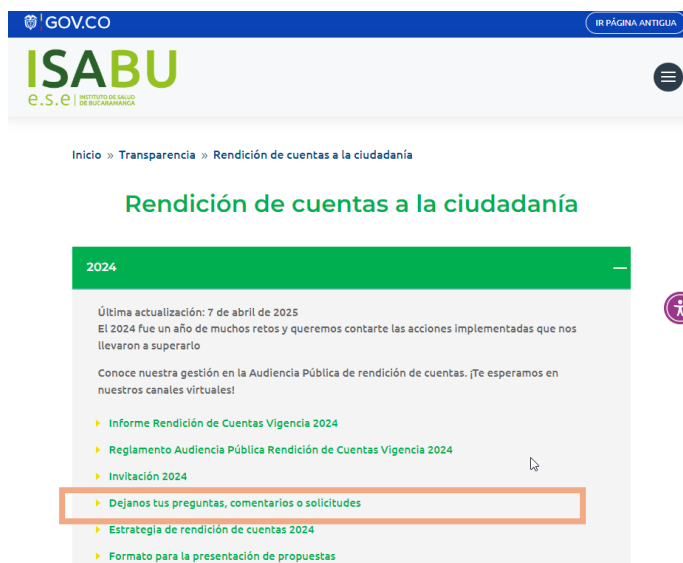 GOV.CO
IR PÁGINA ANTIGUA
ISABU
e.s.e INSTITUTO DE SALUD
DE BUCARAMANGA
Inicio » Transparencia » Rendición de cuentas a la ciudadanía
Rendición de cuentas a la ciudadanía
2024
Última actualización: 7 de abril de 2025
El 2024 fue un año de muchos retos y queremos contarte las acciones implementadas que nos
llevaron a superarlo
Conoce nuestra gestión en la Audiencia Pública de rendición de cuentas. ¡Te esperamos en
nuestros canales virtuales!
Informe Rendición de Cuentas Vigencia 2024
Reglamento Audiencia Pública Rendición de Cuentas Vigencia 2024
Invitación 2024
Dejanos tus preguntas, comentarios o solicitudes
Estrategia de rendición de cuentas 2024
Formato para la presentación de propuestas